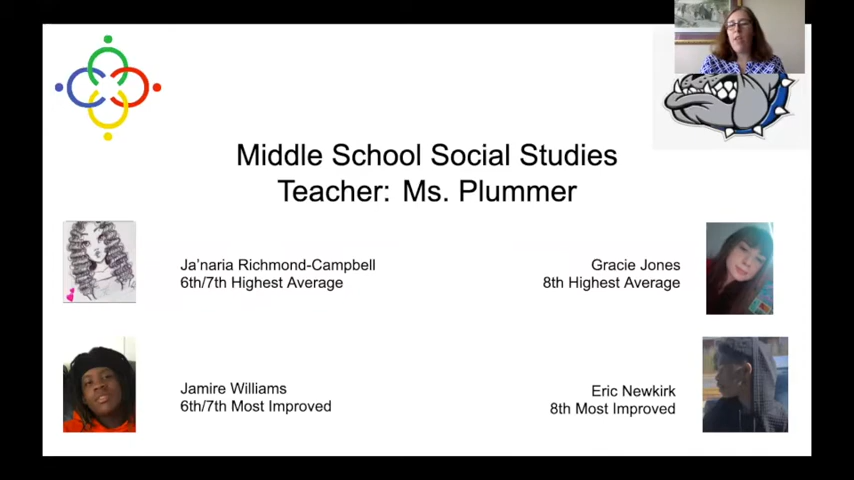 Middle School Social Studies
Teacher: Ms. Plummer
Ja'naria Richmond-Campbell
6th/7th Highest Average
Gracie Jones
8th Highest Average
Jamire Williams
6th/7th Most Improved
Eric Newkirk
8th Most Improved